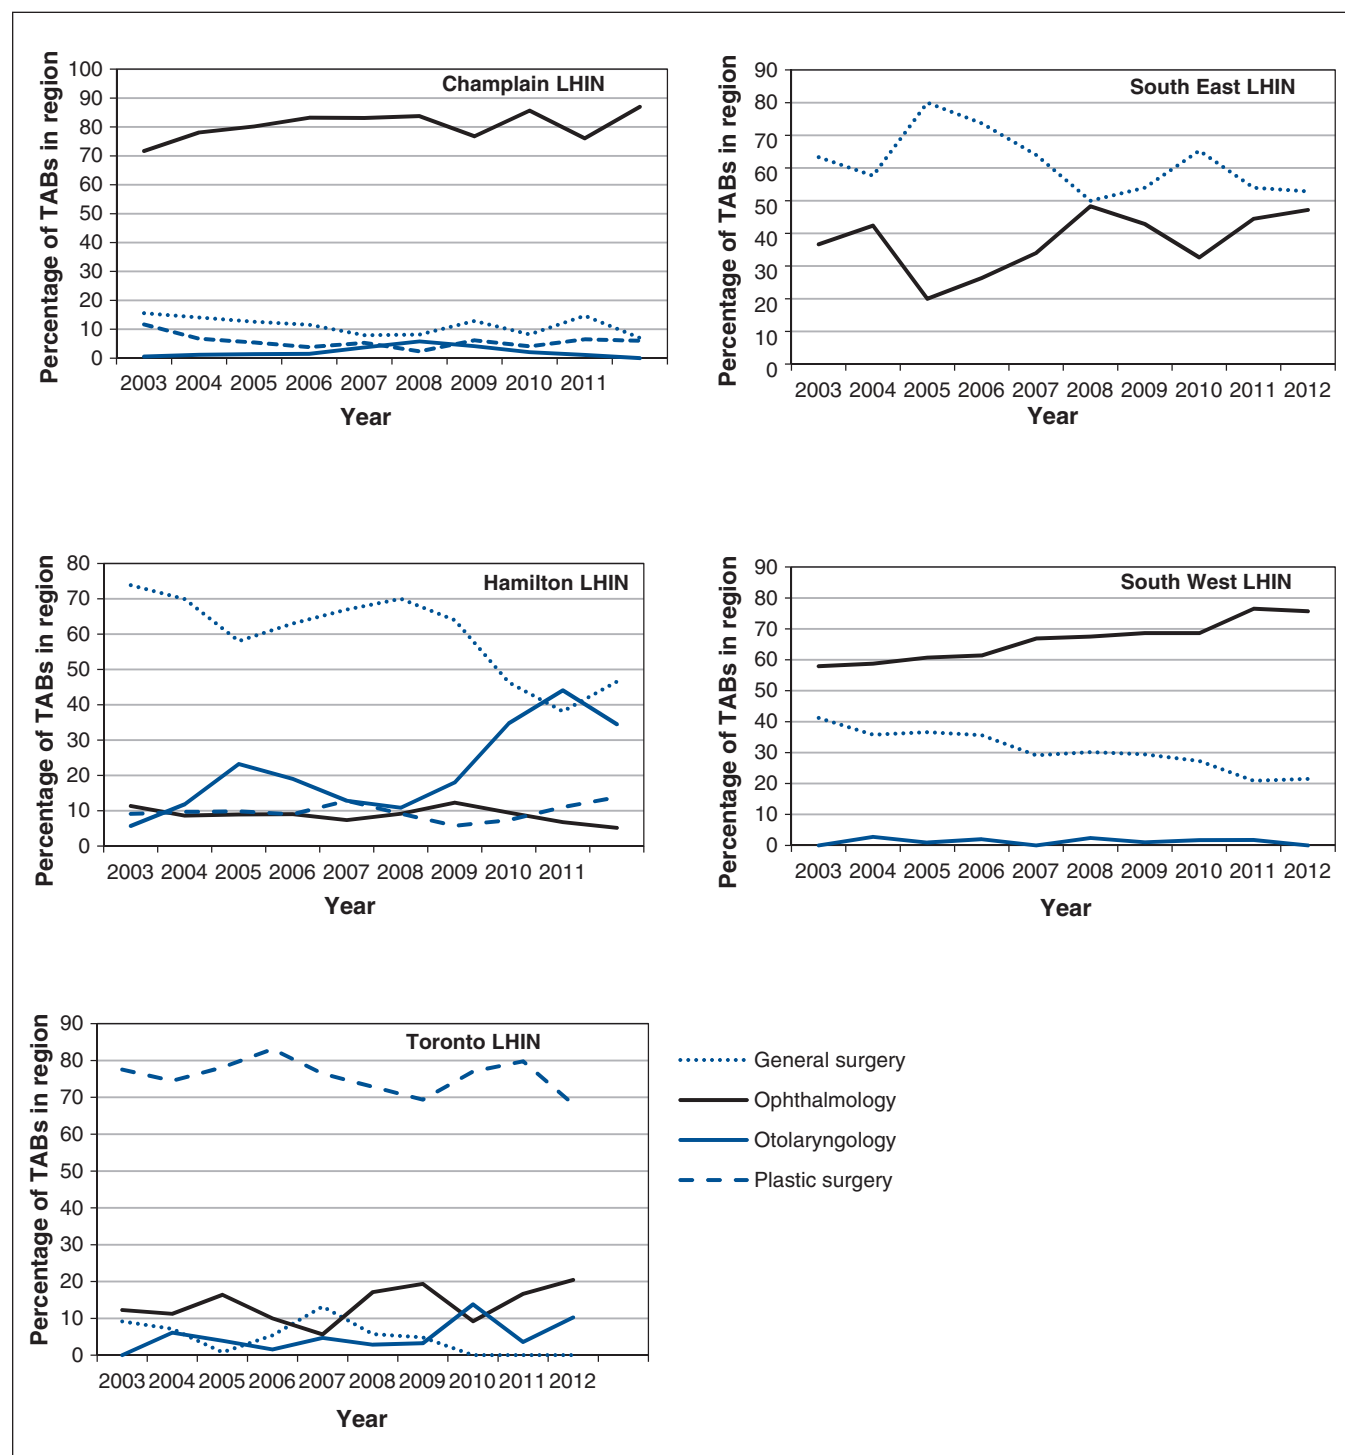 Champlain LHIN
Percentage of TABs in region
100
90
80
70
60
50
40
30
20
10
0
2003 2004 2005 2006 2007 2008 2009 2010 2011
Year
South East LHIN
Percentage of TABs in region
90
80
70
60
50
40
30
20
10
0
2003 2004 2005 2006 2007 2008 2009 2010 2011 2012
Year
Hamilton LHIN
Percentage of TABs in region
80
70
60
50
40
30
20
10
0
2003 2004 2005 2006 2007 2008 2009 2010 2011
Year
South West LHIN
Percentage of TABs in region
90
80
70
60
50
40
30
20
10
0
2003 2004 2005 2006 2007 2008 2009 2010 2011 2012
Year
Toronto LHIN
Percentage of TABs in region
90
80
70
60
50
40
30
20
10
0
2003 2004 2005 2006 2007 2008 2009 2010 2011 2012
Year
General surgery
Ophthalmology
Otolaryngology
Plastic surgery